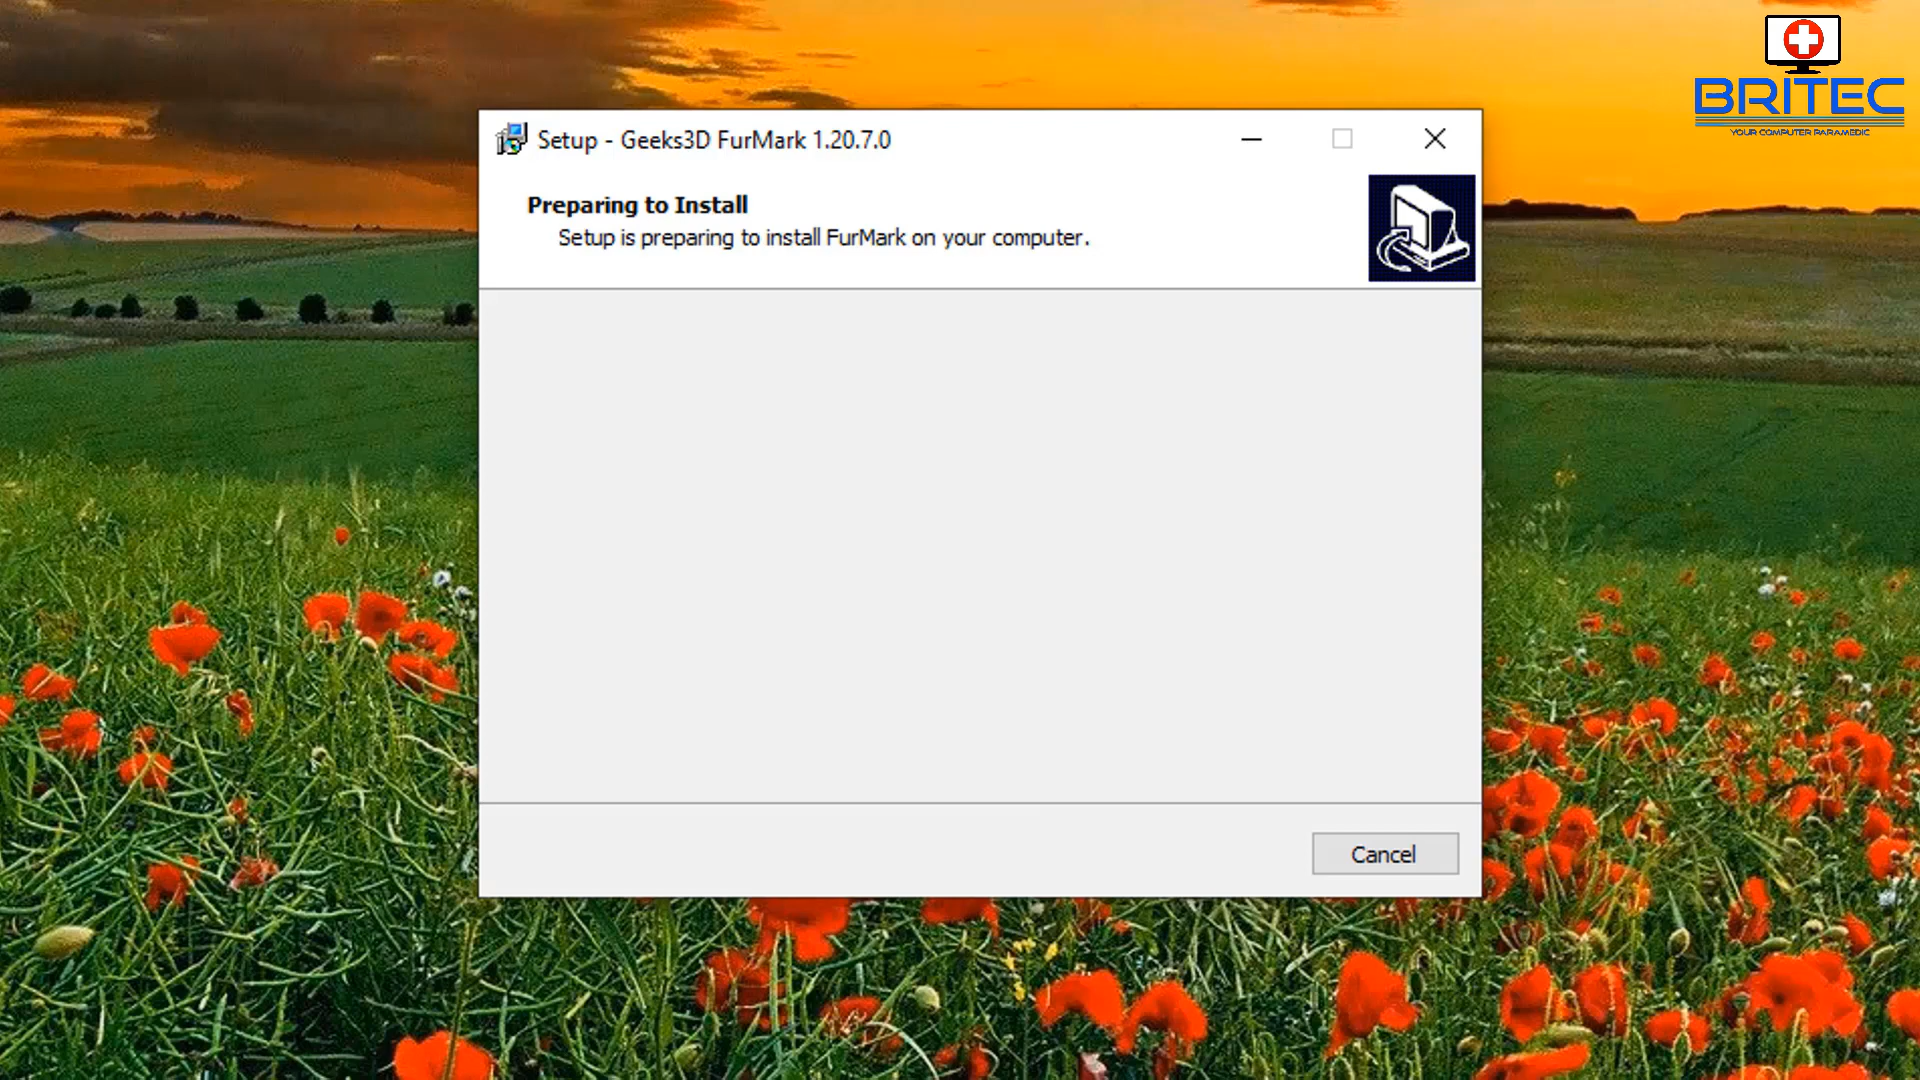 BRITEC
YOUR COMPUTER PARAMEDIC
Setup - Geeks3D FurMark 1.20.7.0
Preparing to Install
Setup is preparing to install FurMark on your computer.
Cancel